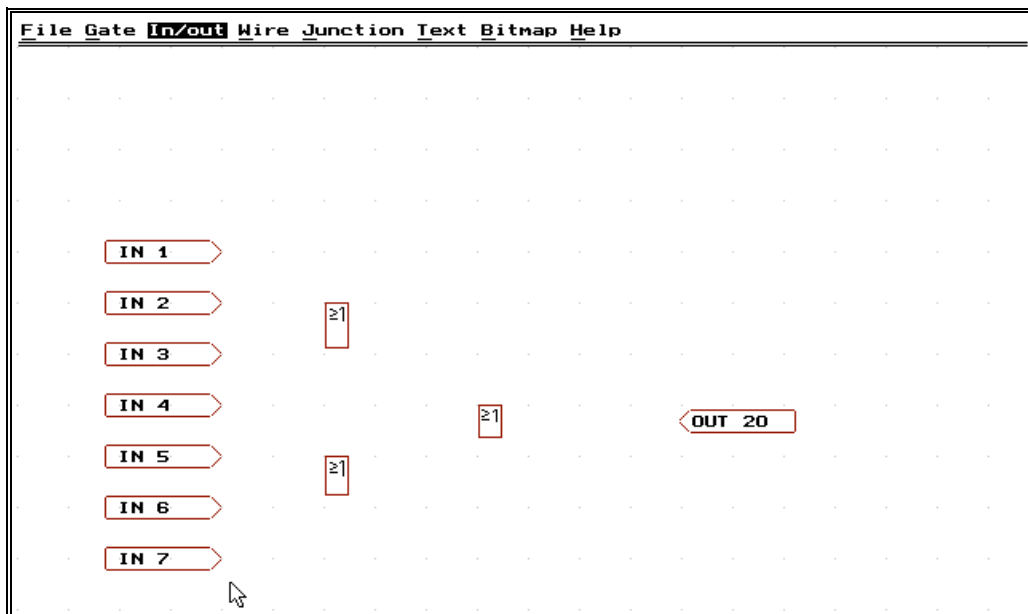 File Gate In/out Wire Junction Text Bitmap Help
IN 1
IN 2
≥1
IN 3
IN 4
≥1
OUT 20
IN 5
≥1
IN 6
IN 7